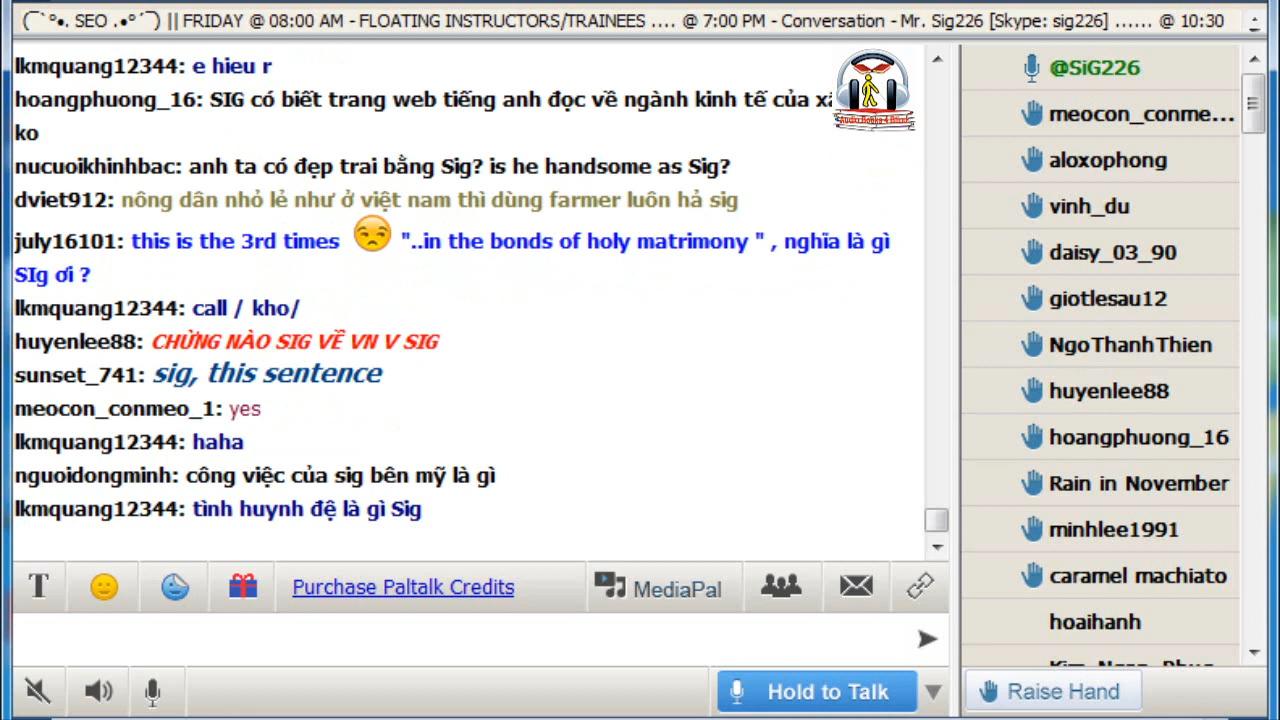 (¯`°•. SEO .•°´¯) || FRIDAY @ 08:00 AM - FLOATING INSTRUCTORS/TRAINEES .... @ 7:00 PM - Conversation - Mr. Sig226 [Skype: sig226] ...... @ 10:30
lkmquang12344: e hieu r
hoangphuong_16: SIG có biết trang web tiếng anh đọc về ngành kinh tế của
ko
nucuoikhinhbac: anh ta có đẹp trai bằng Sig? is he handsome as Sig?
dviet912: nông dân nhỏ lẻ như ở việt nam thì dùng farmer luôn hả sig
july16101: this is the 3rd times "..in the bonds of holy matrimony " , nghĩa là gì
SIg ơi ?
lkmquang12344: call / kho/
huyenlee88: CHỪNG NÀO SIG VỀ VN V SIG
sunset_741: sig, this sentence
meocon_conmeo_1: yes
lkmquang12344: haha
nguoidongminh: công việc của sig bên mỹ là gì
lkmquang12344: tình huynh đệ là gì Sig
Audio Books 4 Blind
@SiG226
meocon_conme...
aloxophong
vinh_du
daisy_03_90
giotlesau12
NgoThanhThien
huyenlee88
hoangphuong_16
Rain in November
minhlee1991
caramel machiato
hoaihanh
T
Purchase Paltalk Credits
MediaPal
Hold to Talk
Raise Hand